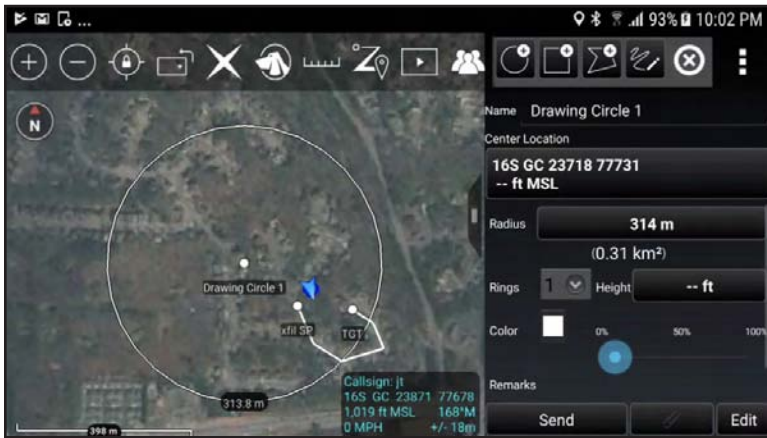 ... 93% 10:02 PM
N
Drawing Circle 1
xfil SP
TGT
313.8 m
398 m
Callsign: jt
16S GC 23871 77678
1,019 ft MSL 168°M
0 MPH +/- 18m
Name Drawing Circle 1
Center Location
16S GC 23718 77731
-- ft MSL
Radius 314 m
(0.31 km²)
Rings 1 Height -- ft
Color 0% 50% 100%
Remarks
Send Edit